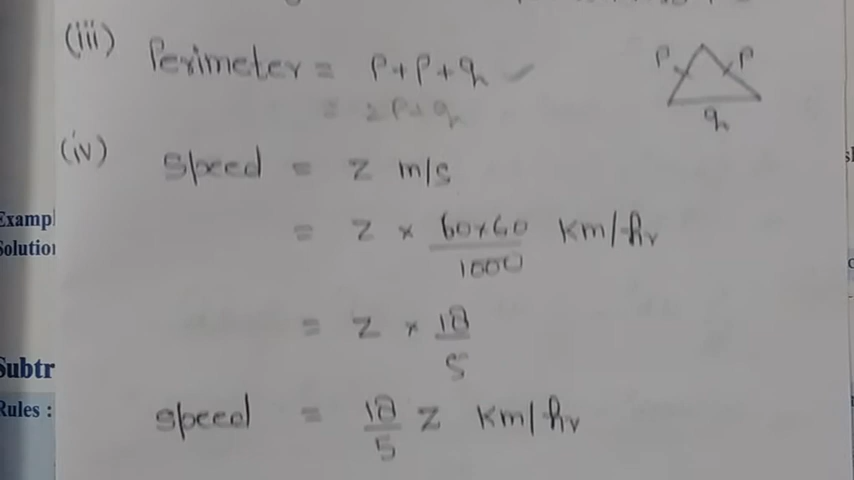 (iii) Perimeter = P + P + q
= 2P + q
P P
q
(iv) Speed = z m/s
= z × 60×60/1000 km/hr
= z × 18/5
Speed = 18/5 z km/hr
Exampl
Solution
Subtr
Rules :